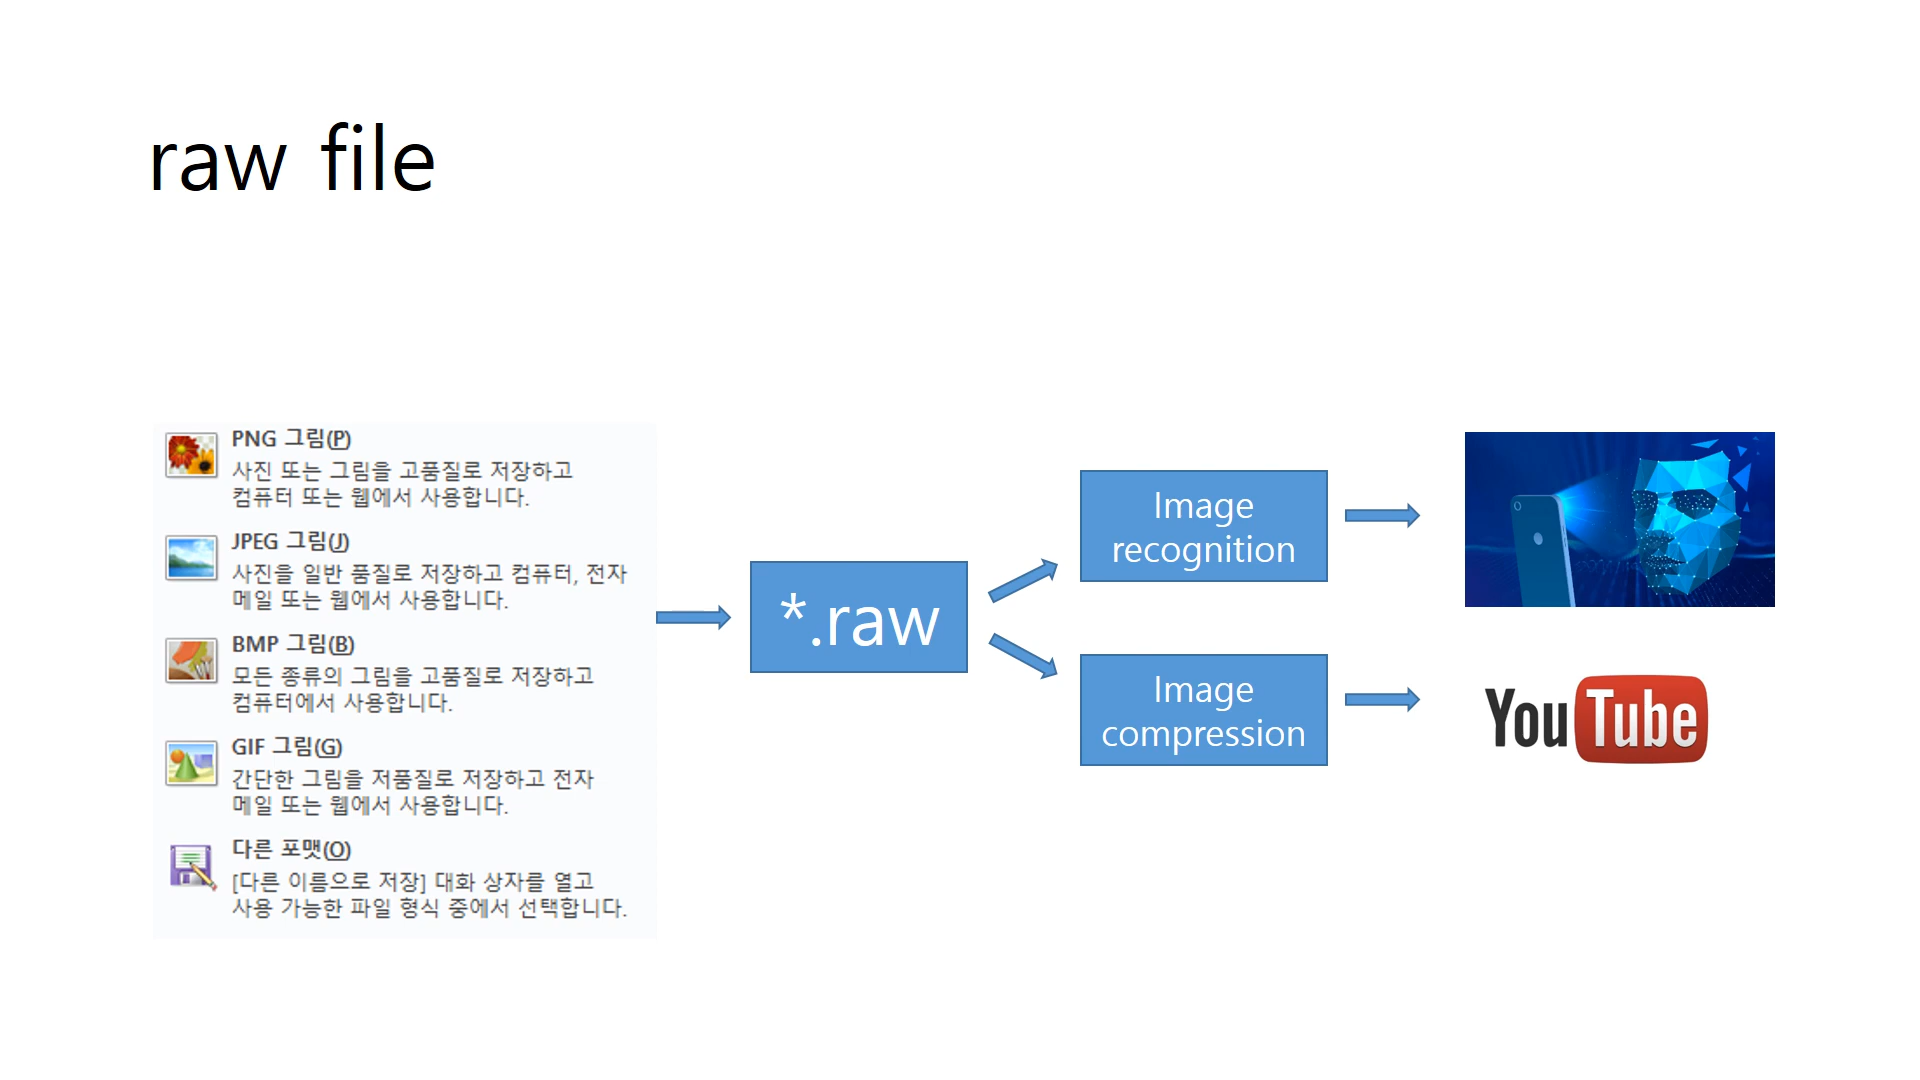 raw file
PNG 그림(P)
사진 또는 그림을 고품질로 저장하고
컴퓨터 또는 웹에서 사용합니다.
JPEG 그림(J)
사진을 일반 품질로 저장하고 컴퓨터, 전자
메일 또는 웹에서 사용합니다.
BMP 그림(B)
모든 종류의 그림을 고품질로 저장하고
컴퓨터에서 사용합니다.
GIF 그림(G)
간단한 그림을 저품질로 저장하고 전자
메일 또는 웹에서 사용합니다.
다른 포맷(O)
[다른 이름으로 저장] 대화 상자를 열고
사용 가능한 파일 형식 중에서 선택합니다.
*.raw
Image
recognition
Image
compression
YouTube